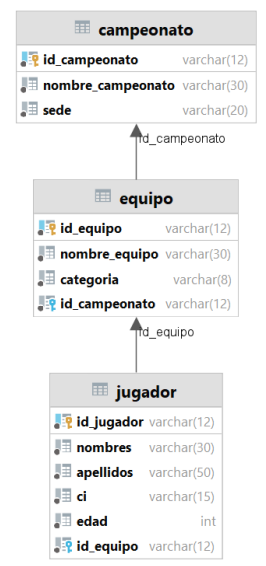 campeonato
id_campeonato varchar(12)
nombre_campeonato varchar(30)
sede varchar(20)
id_campeonato
equipo
id_equipo varchar(12)
nombre_equipo varchar(30)
categoria varchar(8)
id_campeonato varchar(12)
id_equipo
jugador
id_jugador varchar(12)
nombres varchar(30)
apellidos varchar(50)
ci varchar(15)
edad int
id_equipo varchar(12)